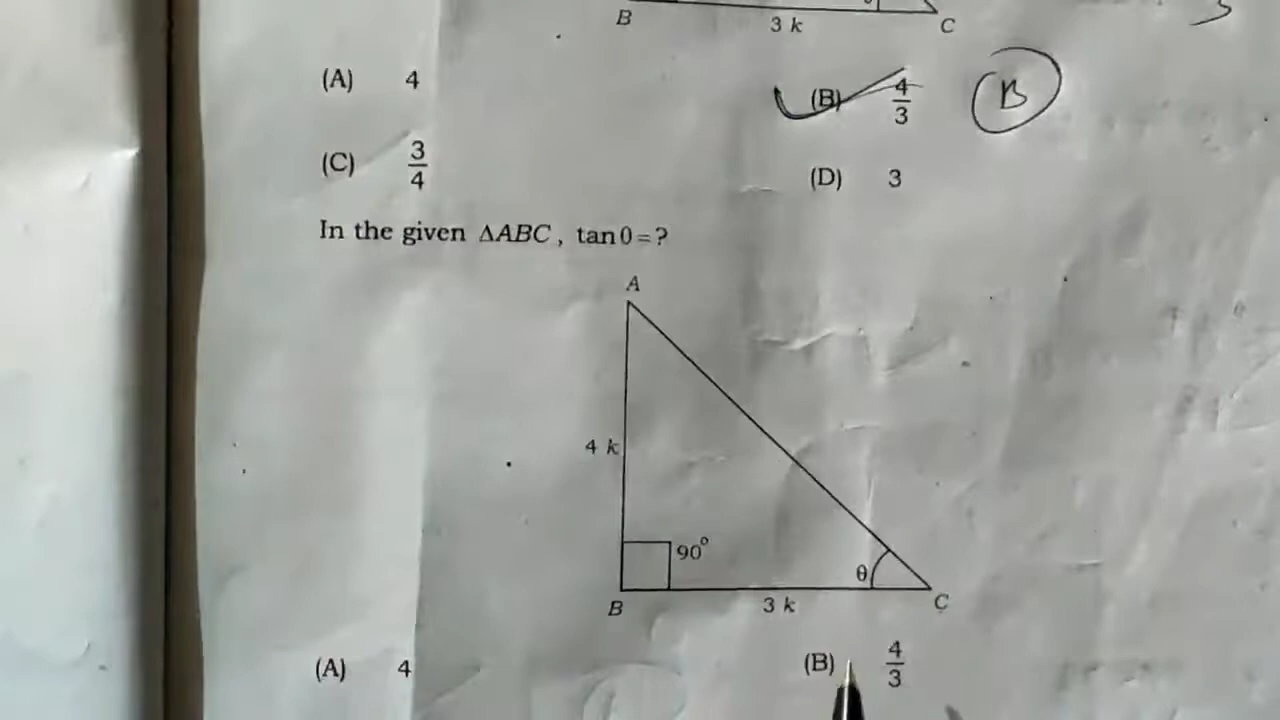 B 3 k C
(A) 4 (B) 4/3 B
(C) 3/4 (D) 3
In the given ΔABC, tan θ = ?
A
4 k
90°
θ
B 3 k C
(A) 4 (B) 4/3